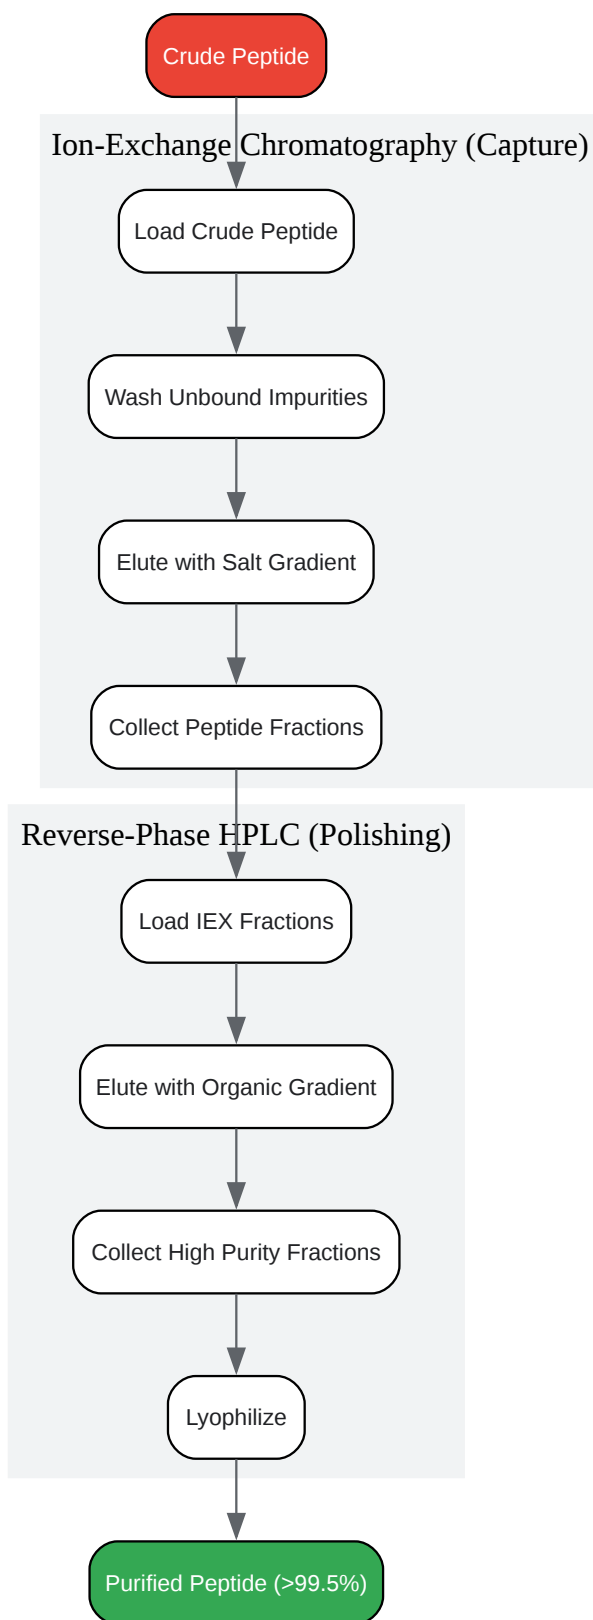 Crude Peptide
Ion-Exchange Chromatography (Capture)
Load Crude Peptide
Wash Unbound Impurities
Elute with Salt Gradient
Collect Peptide Fractions
Reverse-Phase HPLC (Polishing)
Load IEX Fractions
Elute with Organic Gradient
Collect High Purity Fractions
Lyophilize
Purified Peptide (>99.5%)